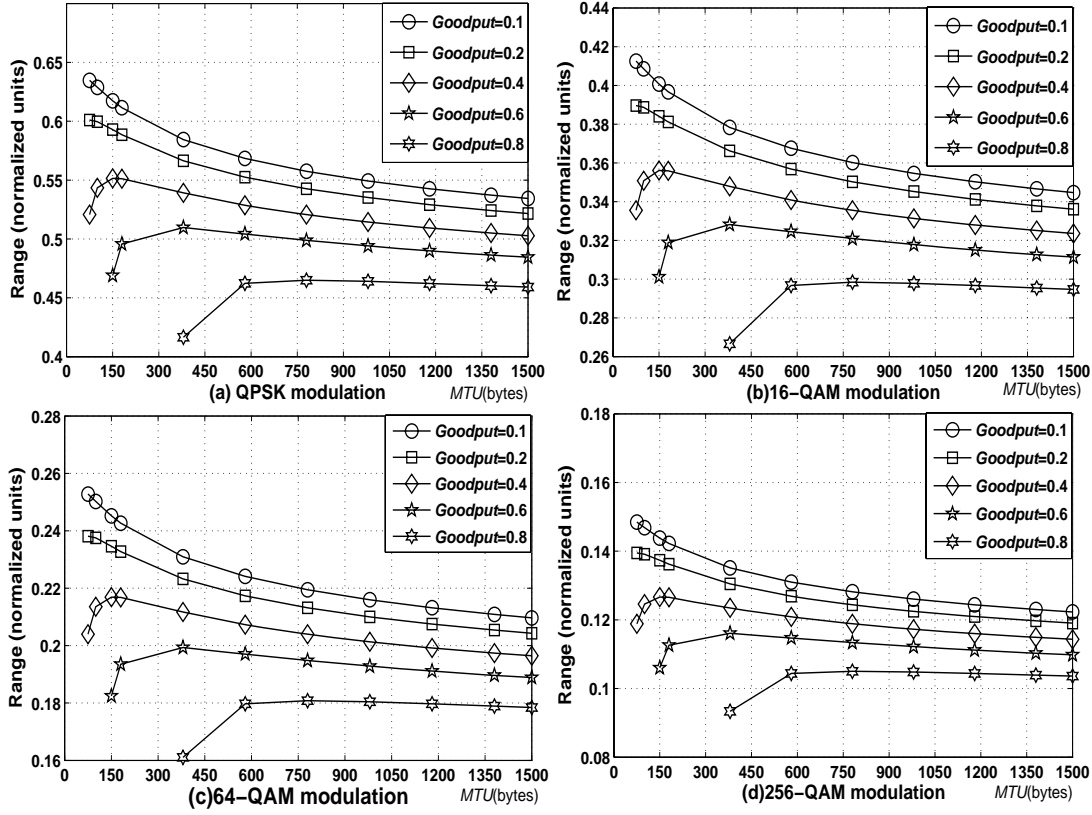 Range (normalized units)
0.65
0.6
0.55
0.5
0.45
0.4
0 150 300 450 600 750 900 1050 1200 1350 1500
Goodput=0.1
Goodput=0.2
Goodput=0.4
Goodput=0.6
Goodput=0.8
(a) QPSK modulation
MTU(bytes)
Range (normalized units)
0.44
0.42
0.4
0.38
0.36
0.34
0.32
0.3
0.28
0.26
0 150 300 450 600 750 900 1050 1200 1350 1500
Goodput=0.1
Goodput=0.2
Goodput=0.4
Goodput=0.6
Goodput=0.8
(b)16−QAM modulation
MTU(bytes)
Range (normalized units)
0.28
0.26
0.24
0.22
0.2
0.18
0.16
0 150 300 450 600 750 900 1050 1200 1350 1500
Goodput=0.1
Goodput=0.2
Goodput=0.4
Goodput=0.6
Goodput=0.8
(c)64−QAM modulation
MTU(bytes)
Range (normalized units)
0.18
0.16
0.14
0.12
0.1
0.08
0 150 300 450 600 750 900 1050 1200 1350 1500
Goodput=0.1
Goodput=0.2
Goodput=0.4
Goodput=0.6
Goodput=0.8
(d)256−QAM modulation
MTU(bytes)